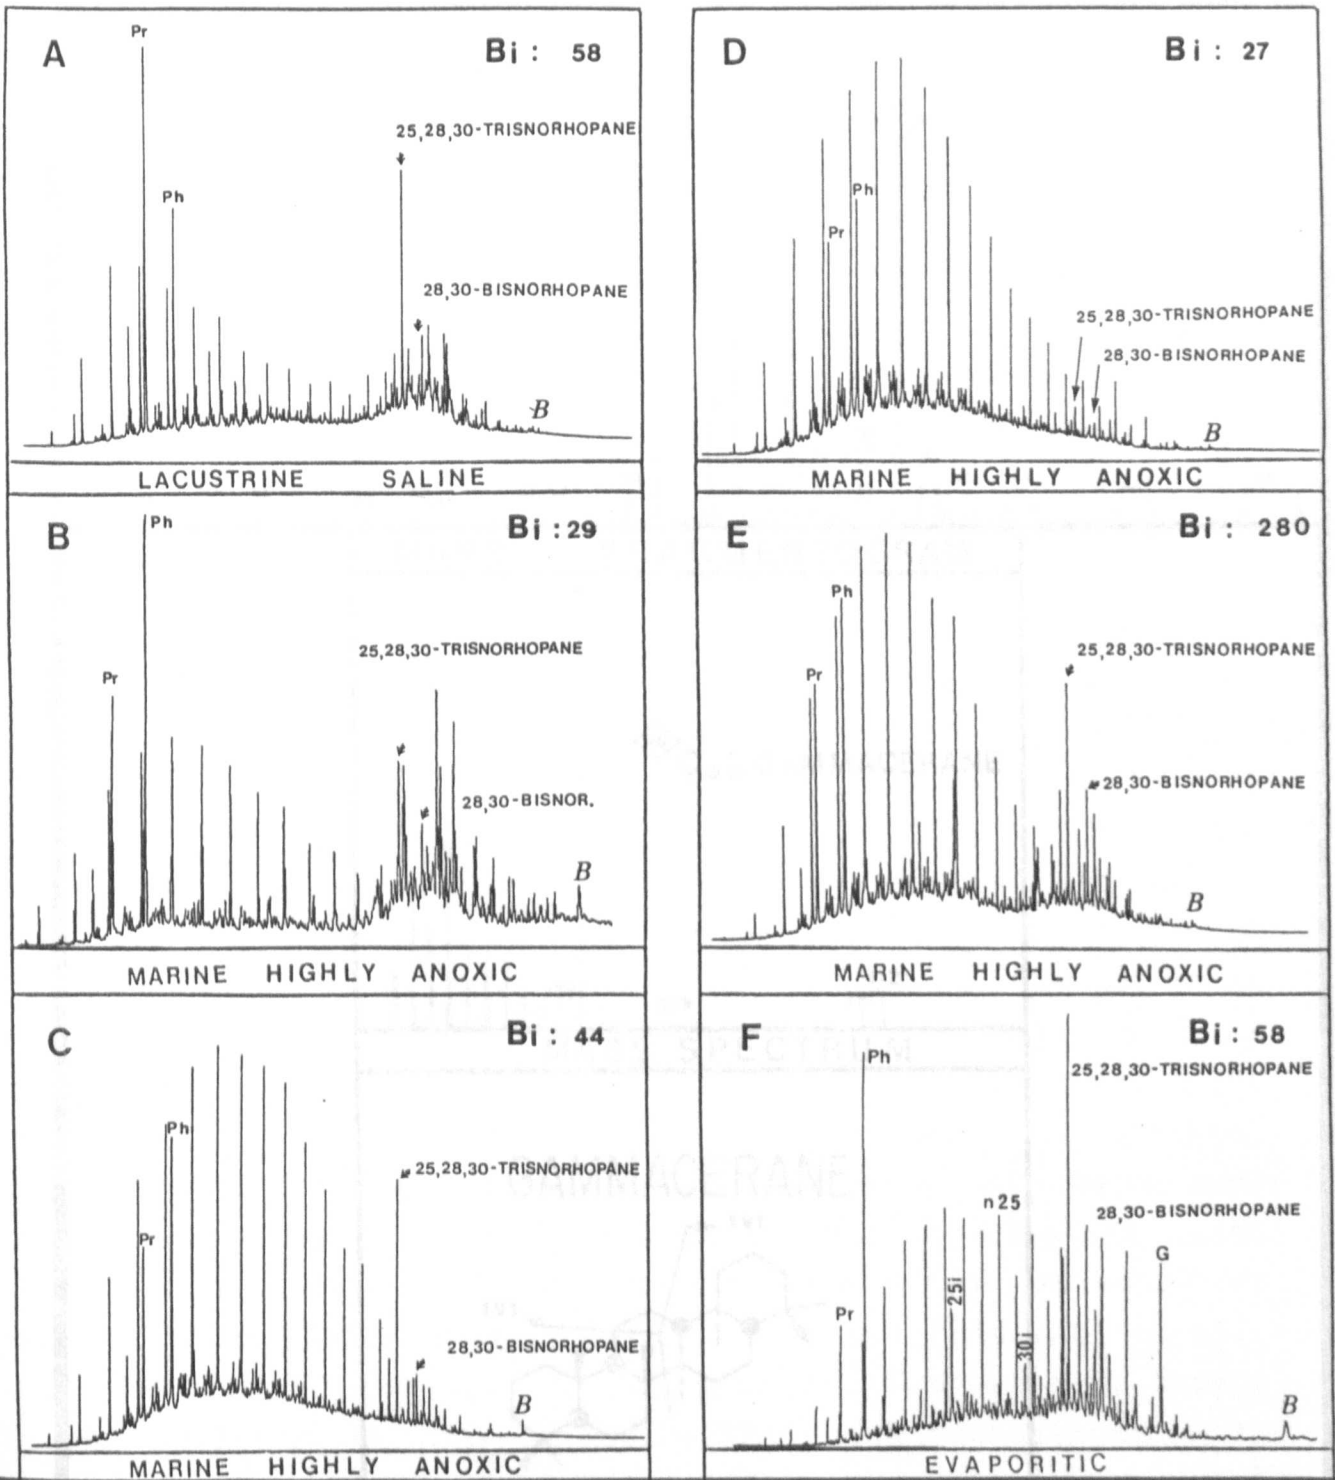 A
Bi: 58
Pr
Ph
25,28,30-TRISNORHOPANE
28,30-BISNORHOPANE
B
LACUSTRINE SALINE
B
Bi:29
Ph
Pr
25,28,30-TRISNORHOPANE
28,30-BISNOR.
B
MARINE HIGHLY ANOXIC
C
Bi: 44
Ph
Pr
25,28,30-TRISNORHOPANE
28,30-BISNORHOPANE
B
MARINE HIGHLY ANOXIC
D
Bi: 27
Ph
Pr
25,28,30-TRISNORHOPANE
28,30-BISNORHOPANE
B
MARINE HIGHLY ANOXIC
E
Bi: 280
Ph
Pr
25,28,30-TRISNORHOPANE
28,30-BISNORHOPANE
B
MARINE HIGHLY ANOXIC
F
Bi: 58
Ph
25,28,30-TRISNORHOPANE
n25
28,30-BISNORHOPANE
G
25i
Pr
30i
B
EVAPORITIC
GAMMACERANE